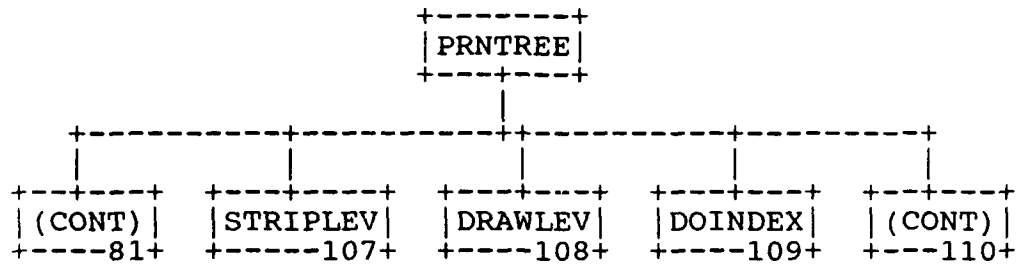 PRNTREE
(CONT) STRIPLEV DRAWLEV DOINDEX (CONT)
81 107 108 109 110